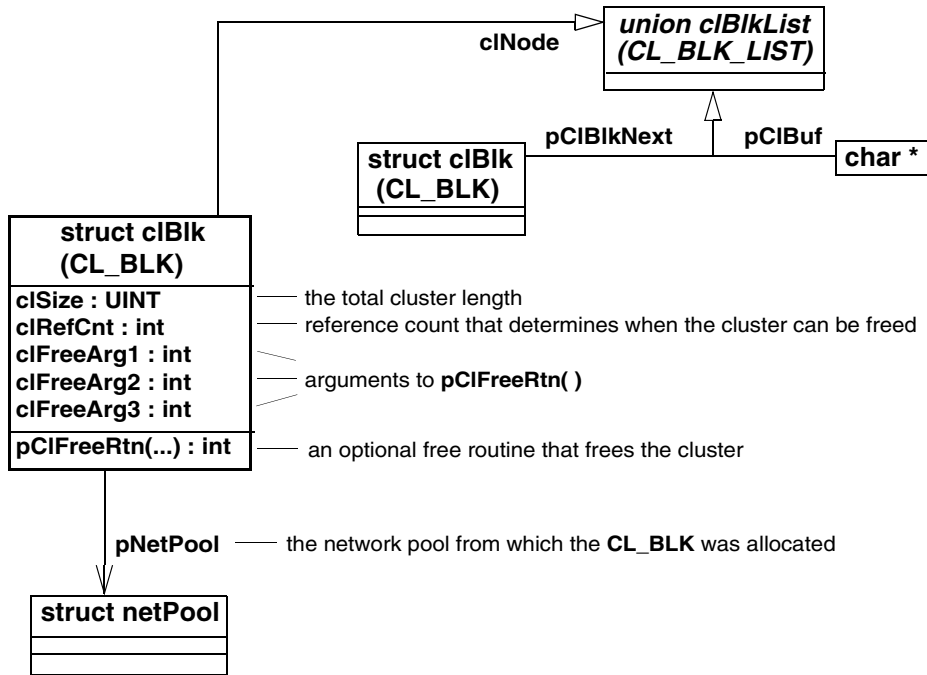 union clBlkList
(CL_BLK_LIST)
clNode
pClBlkNext
pClBuf
struct clBlk
(CL_BLK)
char *
struct clBlk
(CL_BLK)
clSize : UINT
the total cluster length
clRefCnt : int
reference count that determines when the cluster can be freed
clFreeArg1 : int
clFreeArg2 : int
arguments to pClFreeRtn( )
clFreeArg3 : int
pClFreeRtn(...) : int
an optional free routine that frees the cluster
pNetPool
the network pool from which the CL_BLK was allocated
struct netPool